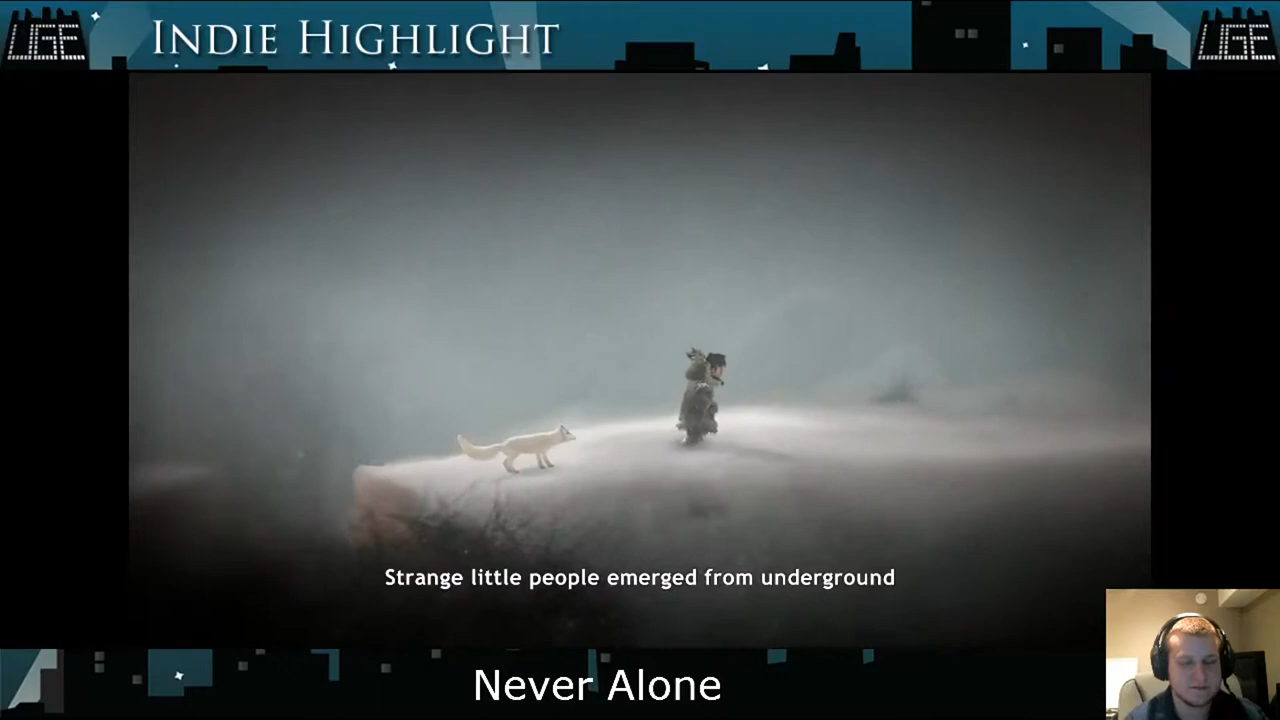 UGE
INDIE HIGHLIGHT
UGE
Strange little people emerged from underground
Never Alone